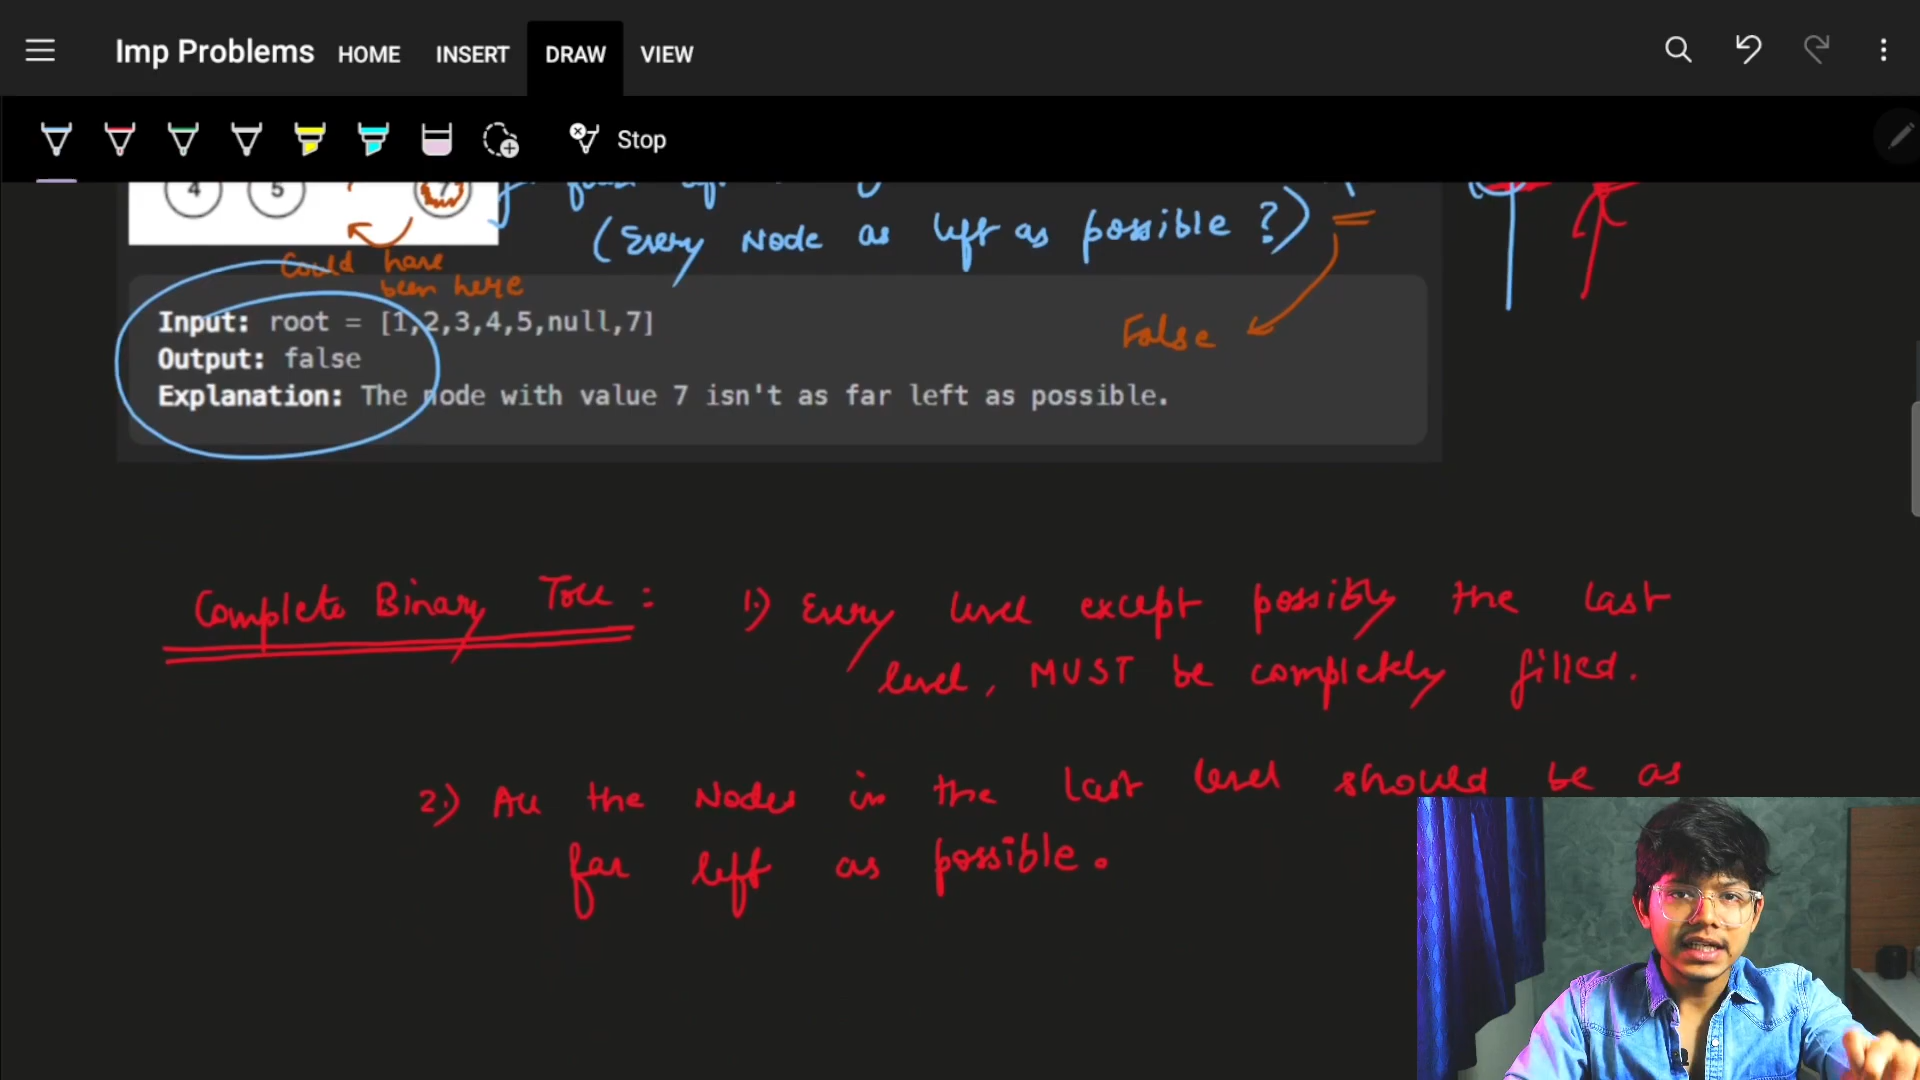 Imp Problems HOME INSERT DRAW VIEW
Stop
4 5 7
(Every Node as left as possible ?)
Could have
been here
Input: root = [1,2,3,4,5,null,7]
Output: false
False
Explanation: The node with value 7 isn't as far left as possible.
Complete Binary Tree : 1.) Every level except possibly the last
level, MUST be completely filled.
2.) All the Nodes in the last level should be as
far left as possible.